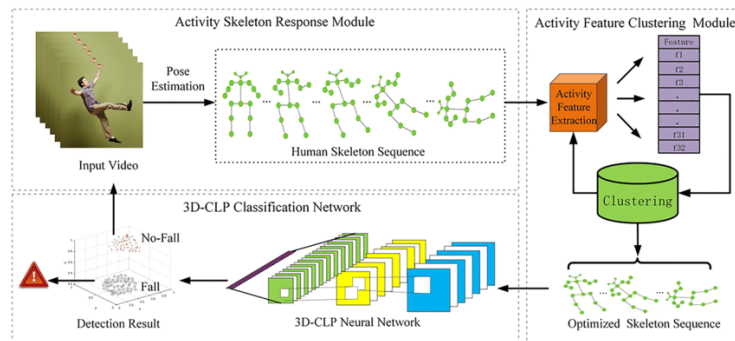 Activity Skeleton Response Module
Pose
Estimation
Input Video
Human Skeleton Sequence
Activity Feature Clustering Module
Activity
Feature
Extraction
Feature
f1
f2
f3
.
.
.
f31
f32
Clustering
Optimized Skeleton Sequence
3D-CLP Classification Network
3D-CLP Neural Network
No-Fall
Fall
Detection Result